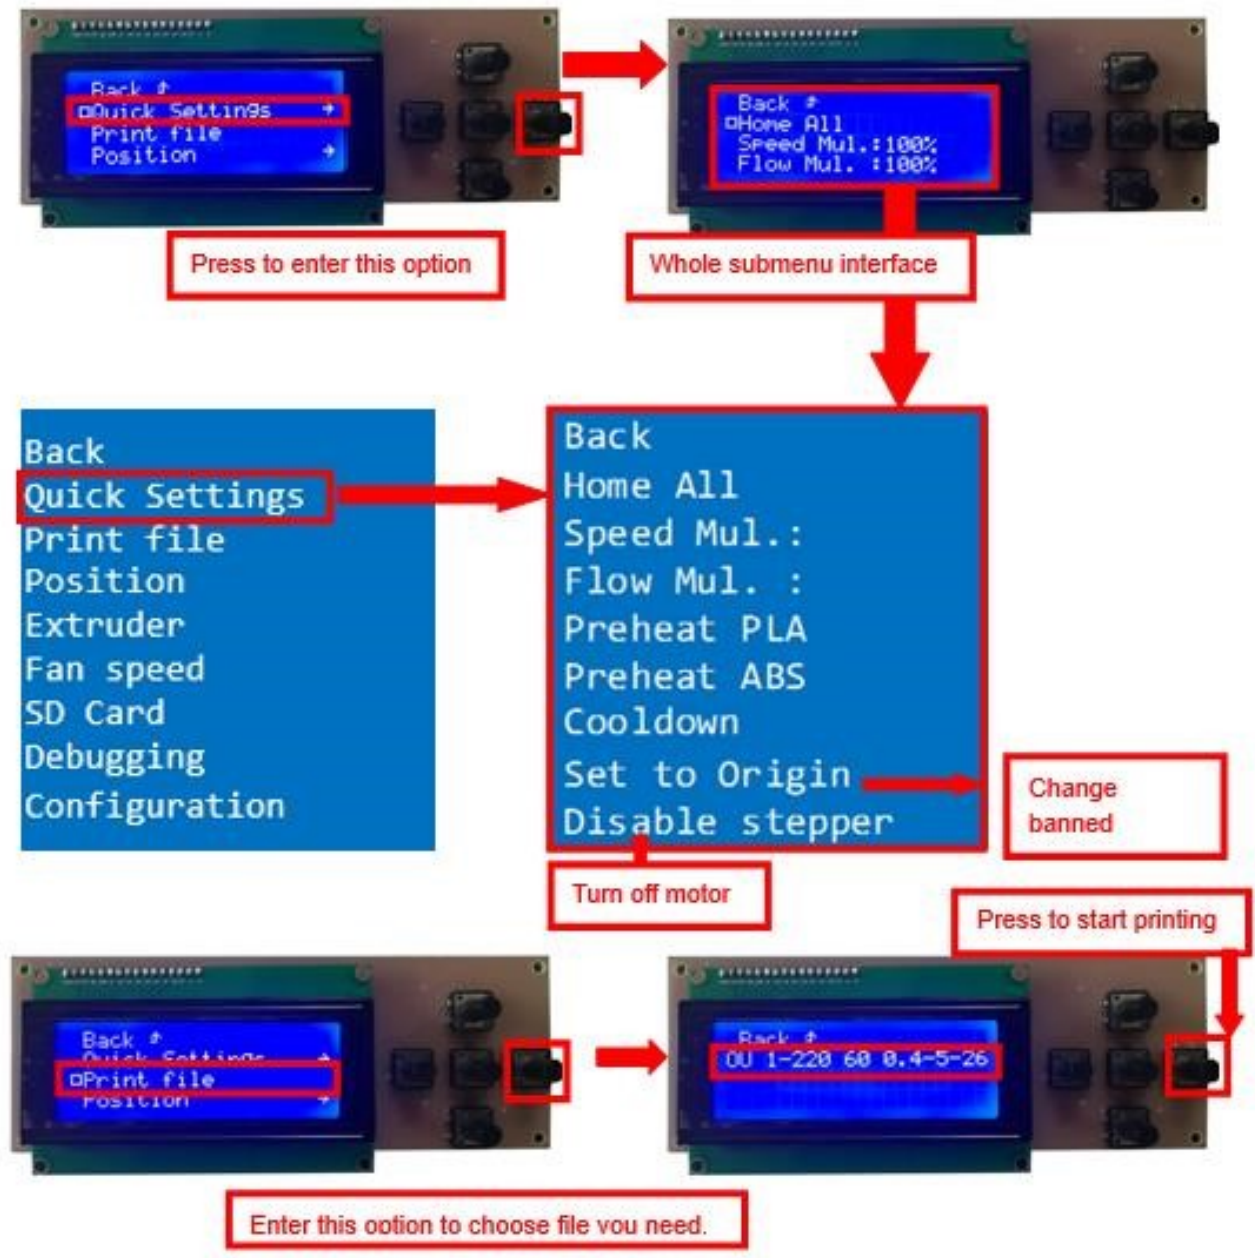 Back
Quick Settings →
Print file
Position →
Back
Home All
Speed Mul.:100%
Flow Mul. :100%
Press to enter this option
Whole submenu interface
Back
Quick Settings
Print file
Position
Extruder
Fan speed
SD Card
Debugging
Configuration
Back
Home All
Speed Mul.:
Flow Mul. :
Preheat PLA
Preheat ABS
Cooldown
Set to Origin
Disable stepper
Change
banned
Turn off motor
Press to start printing
Back
Quick Settings →
Print file
Position →
Back
OU 1-220 60 0.4-5-26
Enter this option to choose file you need.